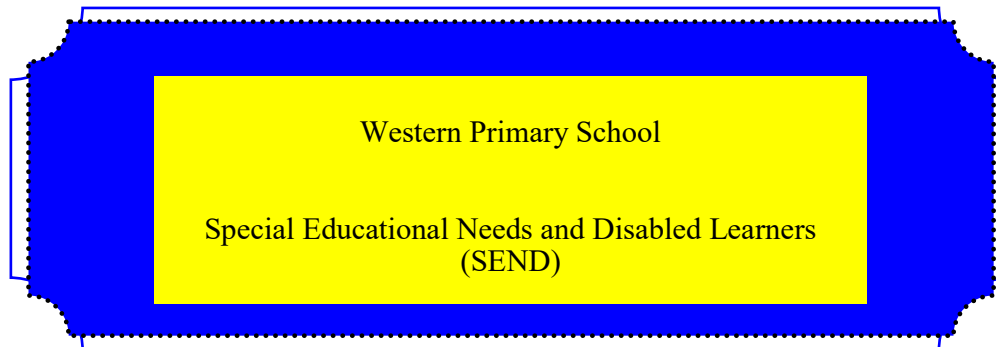 Western Primary School
Special Educational Needs and Disabled Learners
(SEND)